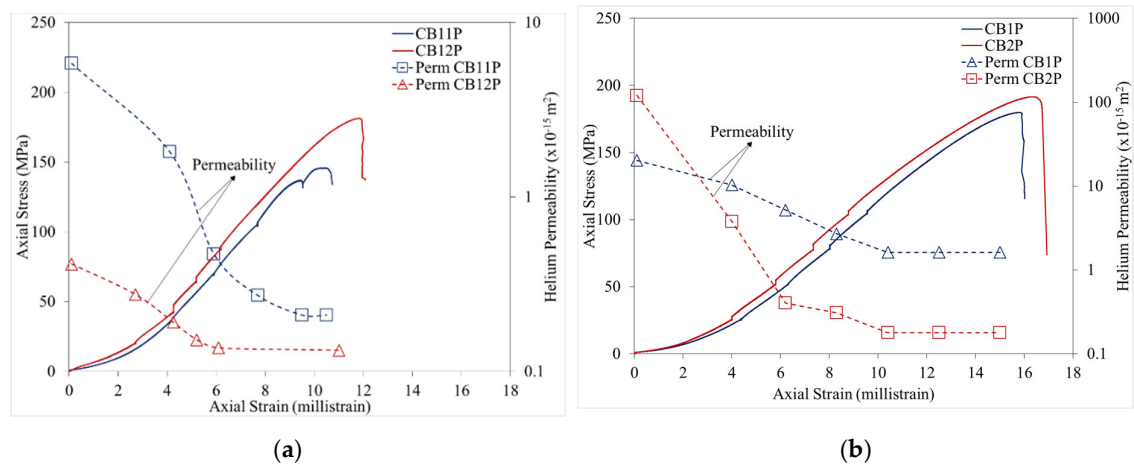 250
200
150
100
50
0
Axial Stress (MPa)
0 2 4 6 8 10 12 14 16 18
Axial Strain (millistrain)
10
1
0.1
Helium Permeability (x10⁻¹⁵ m²)
CB11P
CB12P
Perm CB11P
Perm CB12P
Permeability
(a)
250
200
150
100
50
0
Axial Stress (MPa)
0 2 4 6 8 10 12 14 16 18
Axial Strain (millistrain)
1000
100
10
1
0.1
Helium Permeability (x10⁻¹⁵ m²)
CB1P
CB2P
Perm CB1P
Perm CB2P
Permeability
(b)